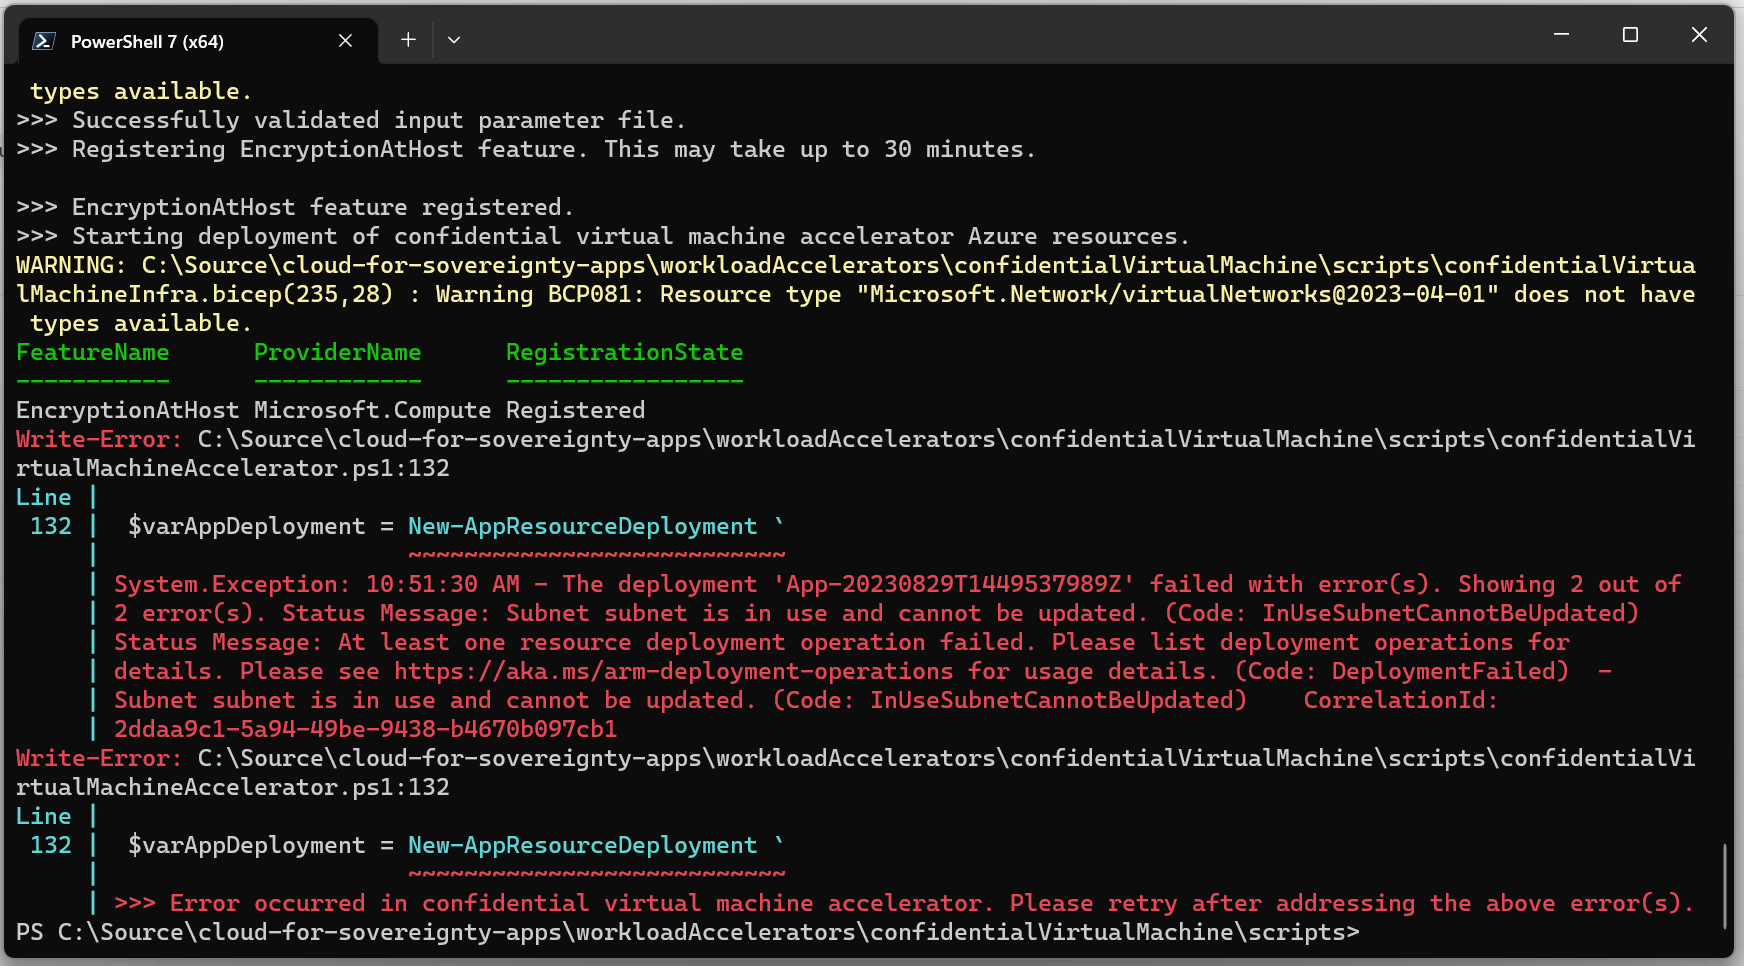 PowerShell 7 (x64)
types available.
>>> Successfully validated input parameter file.
>>> Registering EncryptionAtHost feature. This may take up to 30 minutes.
>>> EncryptionAtHost feature registered.
>>> Starting deployment of confidential virtual machine accelerator Azure resources.
WARNING: C:\Source\cloud-for-sovereignty-apps\workloadAccelerators\confidentialVirtualMachine\scripts\confidentialVirtua
lMachineInfra.bicep(235,28) : Warning BCP081: Resource type "Microsoft.Network/virtualNetworks@2023-04-01" does not have
types available.
FeatureName      ProviderName      RegistrationState
-----------      ------------      -----------------
EncryptionAtHost Microsoft.Compute Registered
Write-Error: C:\Source\cloud-for-sovereignty-apps\workloadAccelerators\confidentialVirtualMachine\scripts\confidentialVi
rtualMachineAccelerator.ps1:132
Line |
132 |  $varAppDeployment = New-AppResourceDeployment `
|                      ~~~~~~~~~~~~~~~~~~~~~~~~~~~
| System.Exception: 10:51:30 AM - The deployment 'App-20230829T1449537989Z' failed with error(s). Showing 2 out of
| 2 error(s). Status Message: Subnet subnet is in use and cannot be updated. (Code: InUseSubnetCannotBeUpdated)
| Status Message: At least one resource deployment operation failed. Please list deployment operations for
| details. Please see https://aka.ms/arm-deployment-operations for usage details. (Code: DeploymentFailed)  -
| Subnet subnet is in use and cannot be updated. (Code: InUseSubnetCannotBeUpdated)    CorrelationId:
| 2ddaa9c1-5a94-49be-9438-b4670b097cb1
Write-Error: C:\Source\cloud-for-sovereignty-apps\workloadAccelerators\confidentialVirtualMachine\scripts\confidentialVi
rtualMachineAccelerator.ps1:132
Line |
132 |  $varAppDeployment = New-AppResourceDeployment `
|                      ~~~~~~~~~~~~~~~~~~~~~~~~~~~
| >>> Error occurred in confidential virtual machine accelerator. Please retry after addressing the above error(s).
PS C:\Source\cloud-for-sovereignty-apps\workloadAccelerators\confidentialVirtualMachine\scripts>